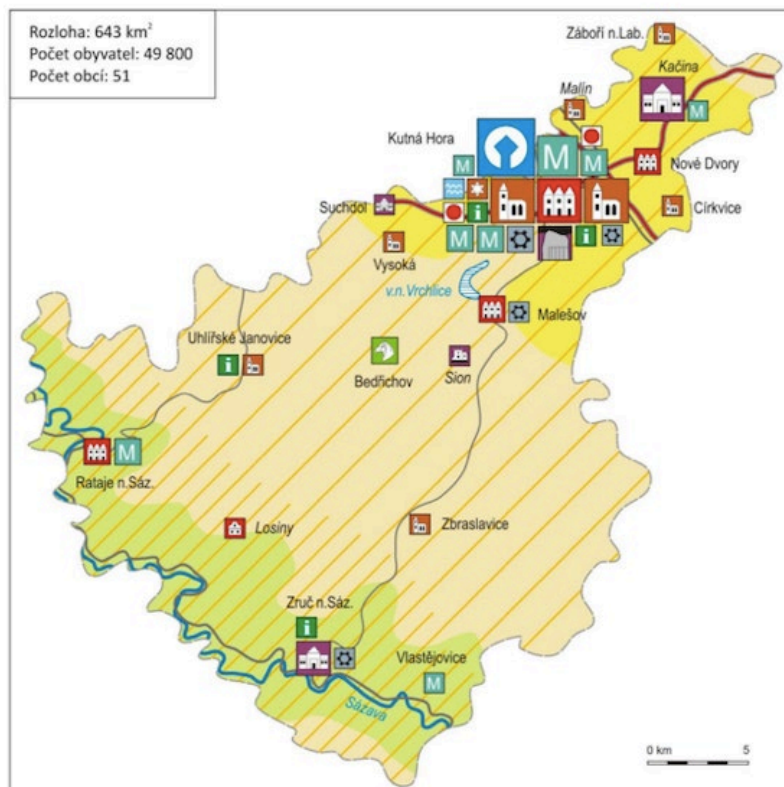 Rozloha: 643 km²
Počet obyvatel: 49 800
Počet obcí: 51
Záboří n.Lab.
Kačina
Malín
M
Kutná Hora
M
M
M
Nové Dvory
Suchdol
i
Církvice
M
M
i
Vysoká
v.n.Vrchlice
Malešov
Uhlířské Janovice
i
Bedřichov
Sion
M
Rataje n.Sáz.
Losiny
Zbraslavice
Zruč n.Sáz.
i
Vlastějovice
M
Sázava
0 km 5